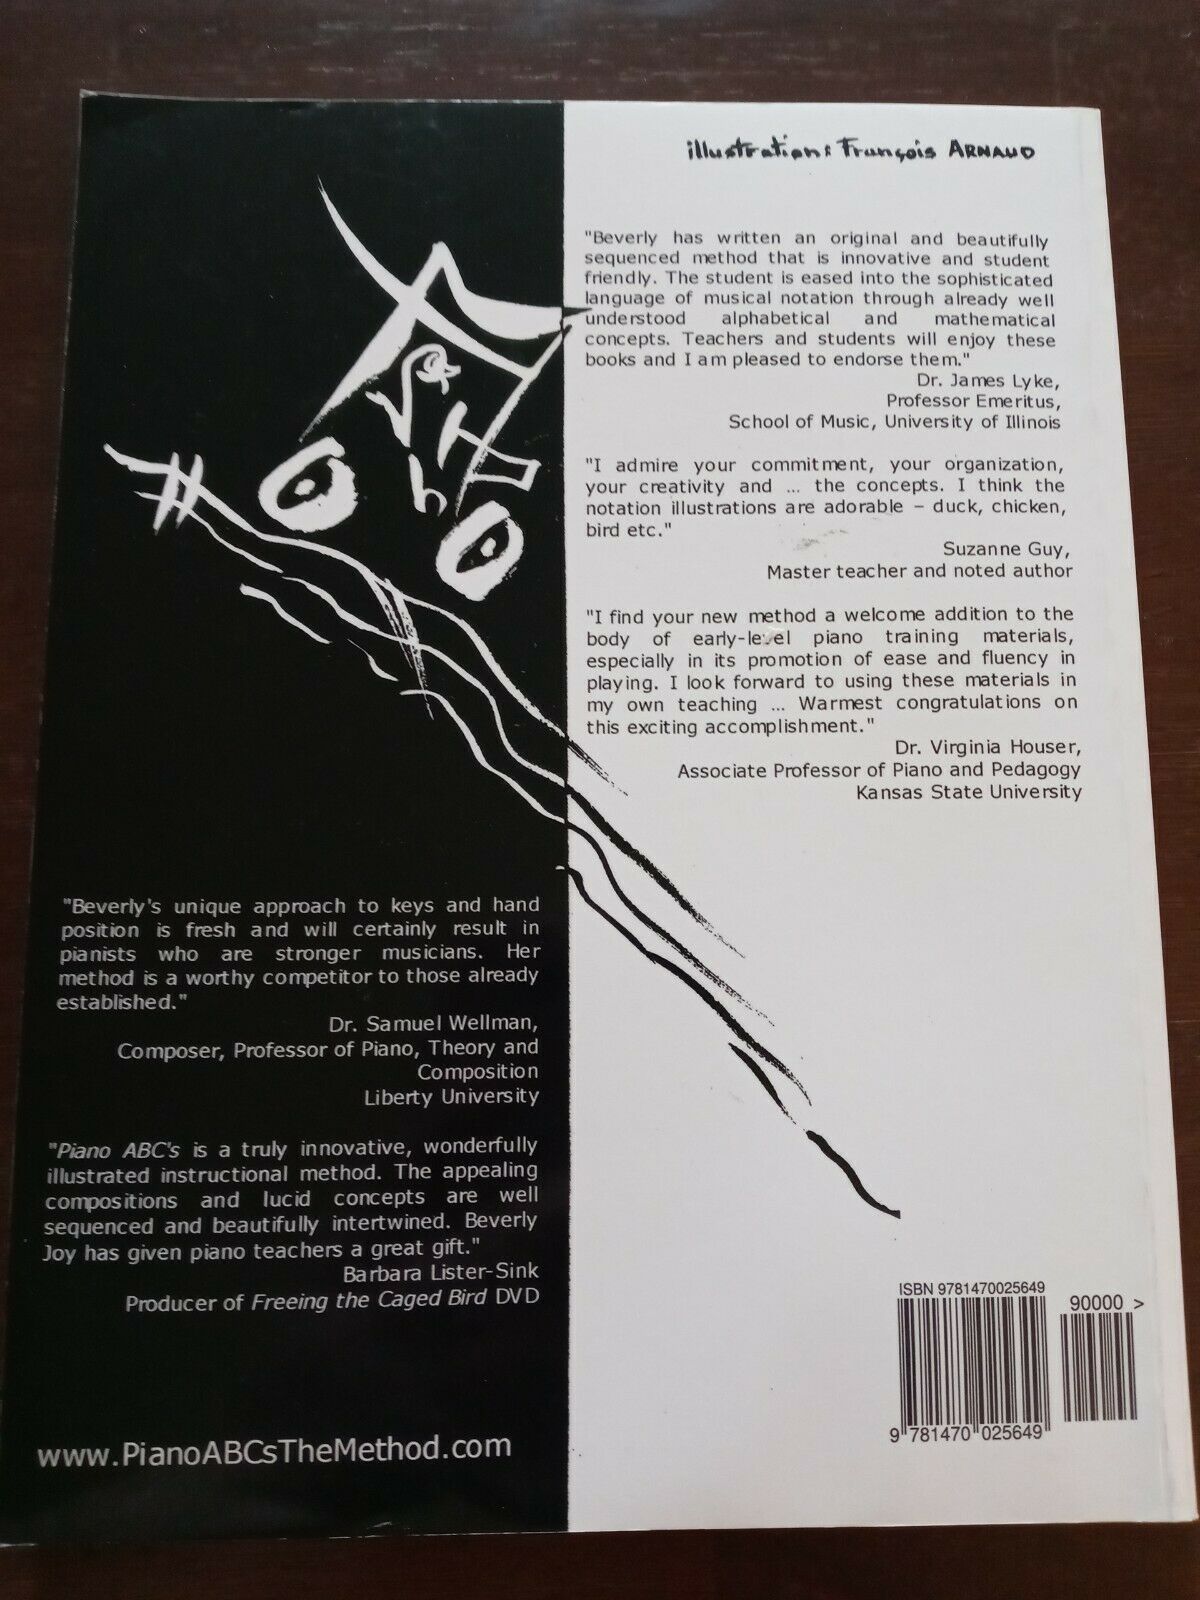 illustration: François ARNAUD
"Beverly has written an original and beautifully
sequenced method that is innovative and student
friendly. The student is eased into the sophisticated
language of musical notation through already well
understood alphabetical and mathematical
concepts. Teachers and students will enjoy these
books and I am pleased to endorse them."
Dr. James Lyke,
Professor Emeritus,
School of Music, University of Illinois
"I admire your commitment, your organization,
your creativity and ... the concepts. I think the
notation illustrations are adorable – duck, chicken,
bird etc."
Suzanne Guy,
Master teacher and noted author
"I find your new method a welcome addition to the
body of early-level piano training materials,
especially in its promotion of ease and fluency in
playing. I look forward to using these materials in
my own teaching ... Warmest congratulations on
this exciting accomplishment."
Dr. Virginia Houser,
Associate Professor of Piano and Pedagogy
Kansas State University
"Beverly's unique approach to keys and hand
position is fresh and will certainly result in
pianists who are stronger musicians. Her
method is a worthy competitor to those already
established."
Dr. Samuel Wellman,
Composer, Professor of Piano, Theory and
Composition
Liberty University
"Piano ABC's is a truly innovative, wonderfully
illustrated instructional method. The appealing
compositions and lucid concepts are well
sequenced and beautifully intertwined. Beverly
Joy has given piano teachers a great gift."
Barbara Lister-Sink
Producer of Freeing the Caged Bird DVD
www.PianoABCsTheMethod.com
ISBN 9781470025649
90000 >
9 781470 025649